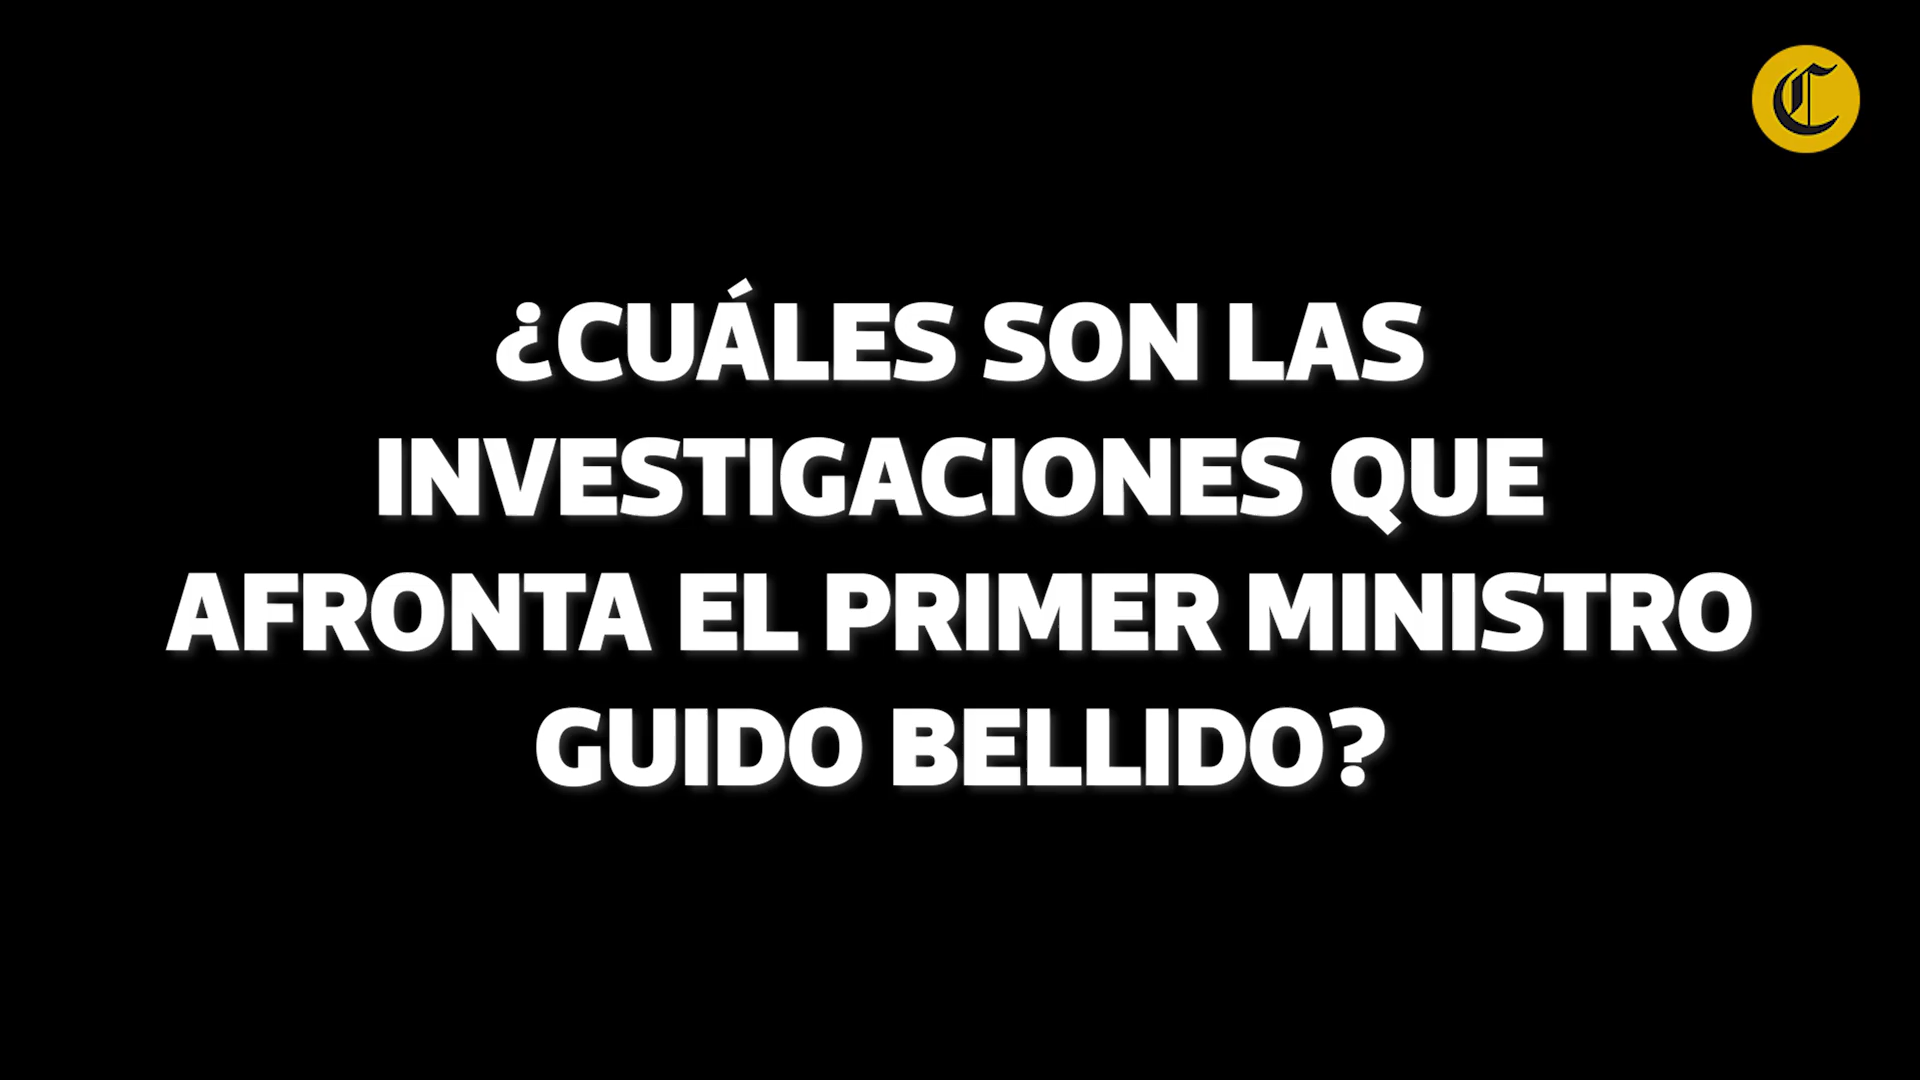 C
¿CUÁLES SON LAS
INVESTIGACIONES QUE
AFRONTA EL PRIMER MINISTRO
GUIDO BELLIDO?